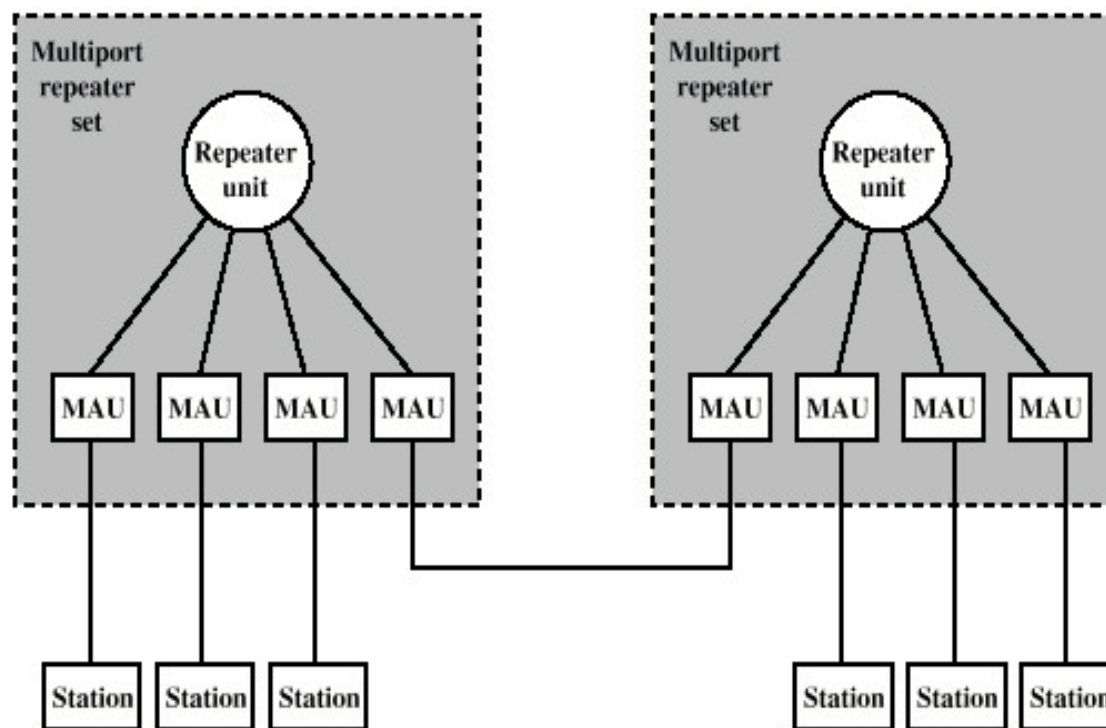 Multiport
repeater
set
Repeater
unit
MAU MAU MAU MAU
Station Station Station
Multiport
repeater
set
Repeater
unit
MAU MAU MAU MAU
Station Station Station